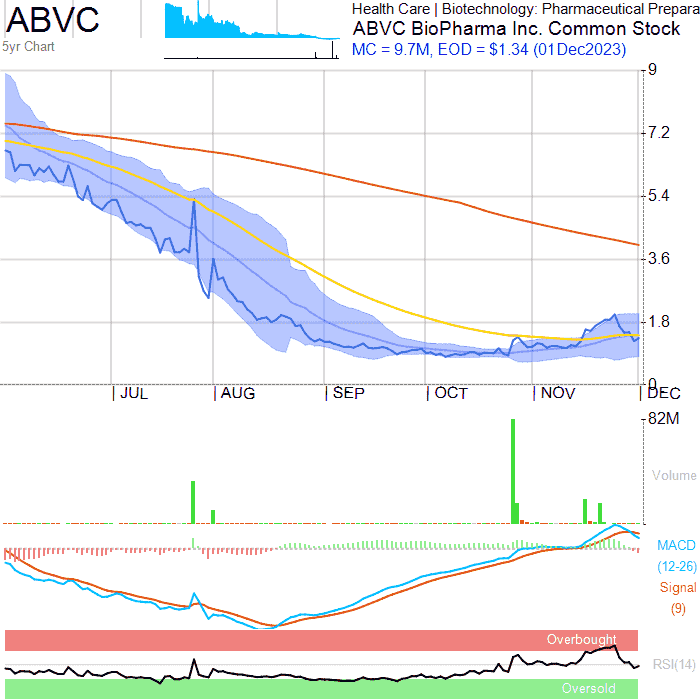 ABVC
5yr Chart
Health Care | Biotechnology: Pharmaceutical Prepara
ABVC BioPharma Inc. Common Stock
MC = 9.7M, EOD = $1.34 (01Dec2023)
9
7.2
5.4
3.6
1.8
0
JUL AUG SEP OCT NOV DEC
82M
Volume
MACD
(12-26)
Signal
(9)
Overbought
RSI(14)
Oversold